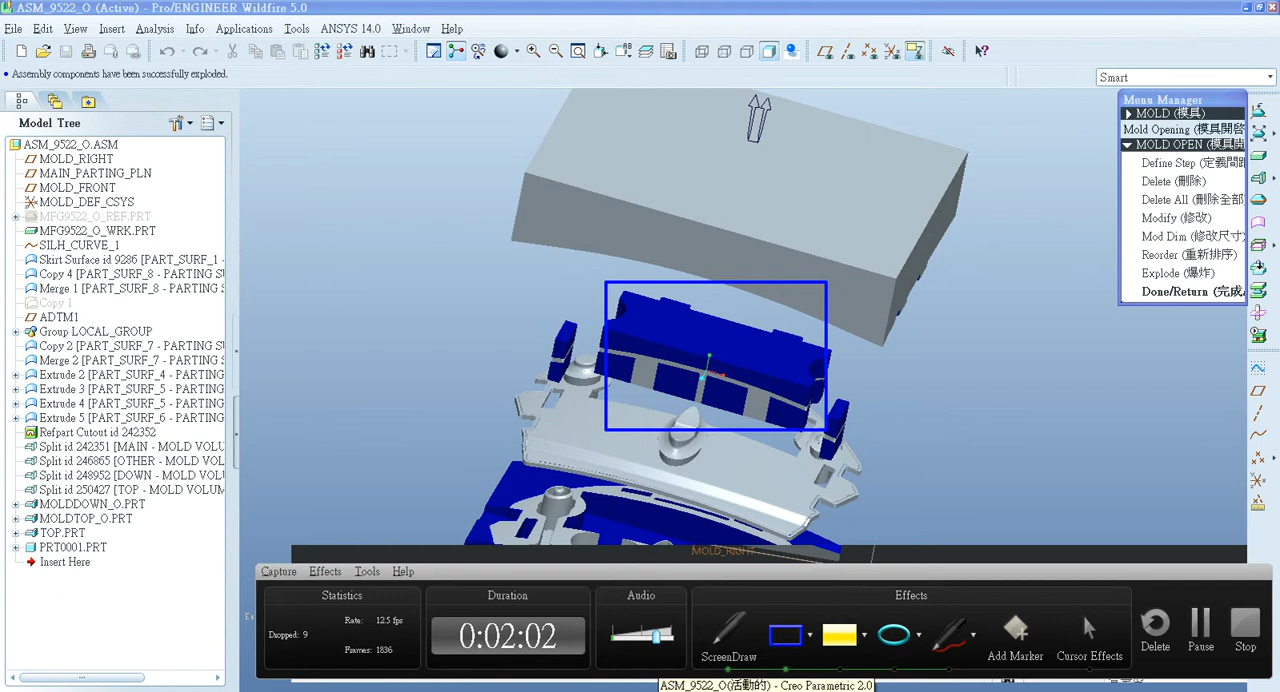 ASM_9522_O (Active) - Pro/ENGINEER Wildfire 5.0
File Edit View Insert Analysis Info Applications Tools ANSYS 14.0 Window Help
Assembly components have been successfully exploded.
Smart
Model Tree
ASM_9522_O.ASM
MOLD_RIGHT
MAIN_PARTING_PLN
MOLD_FRONT
MOLD_DEF_CSYS
MFG9522_O_REF.PRT
MFG9522_O_WRK.PRT
SILH_CURVE_1
Skirt Surface id 9286 [PART_SURF_1 -
Copy 4 [PART_SURF_8 - PARTING SU
Merge 1 [PART_SURF_8 - PARTING S
Copy 1
ADTM1
Group LOCAL_GROUP
Copy 2 [PART_SURF_7 - PARTING SU
Merge 2 [PART_SURF_7 - PARTING S
Extrude 2 [PART_SURF_4 - PARTING
Extrude 3 [PART_SURF_5 - PARTING
Extrude 4 [PART_SURF_5 - PARTING
Extrude 5 [PART_SURF_6 - PARTING
Refpart Cutout id 242352
Split id 242351 [MAIN - MOLD VOLU
Split id 246865 [OTHER - MOLD VOL
Split id 248952 [DOWN - MOLD VOLU
Split id 250427 [TOP - MOLD VOLUM
MOLDDOWN_O.PRT
MOLDTOP_O.PRT
TOP.PRT
PRT0001.PRT
Insert Here
Menu Manager
MOLD (模具)
Mold Opening (模具開啓
MOLD OPEN (模具開
Define Step (定義間距
Delete (刪除)
Delete All (刪除全部
Modify (修改)
Mod Dim (修改尺寸)
Reorder (重新排序)
Explode (爆炸)
Done/Return (完成
MOLD_RIGHT
Capture Effects Tools Help
Statistics
Rate: 12.5 fps
Dropped: 9
Frames: 1836
Duration
0:02:02
Audio
Effects
ScreenDraw
Add Marker
Cursor Effects
Delete
Pause
Stop
ASM_9522_O(活動的) - Creo Parametric 2.0